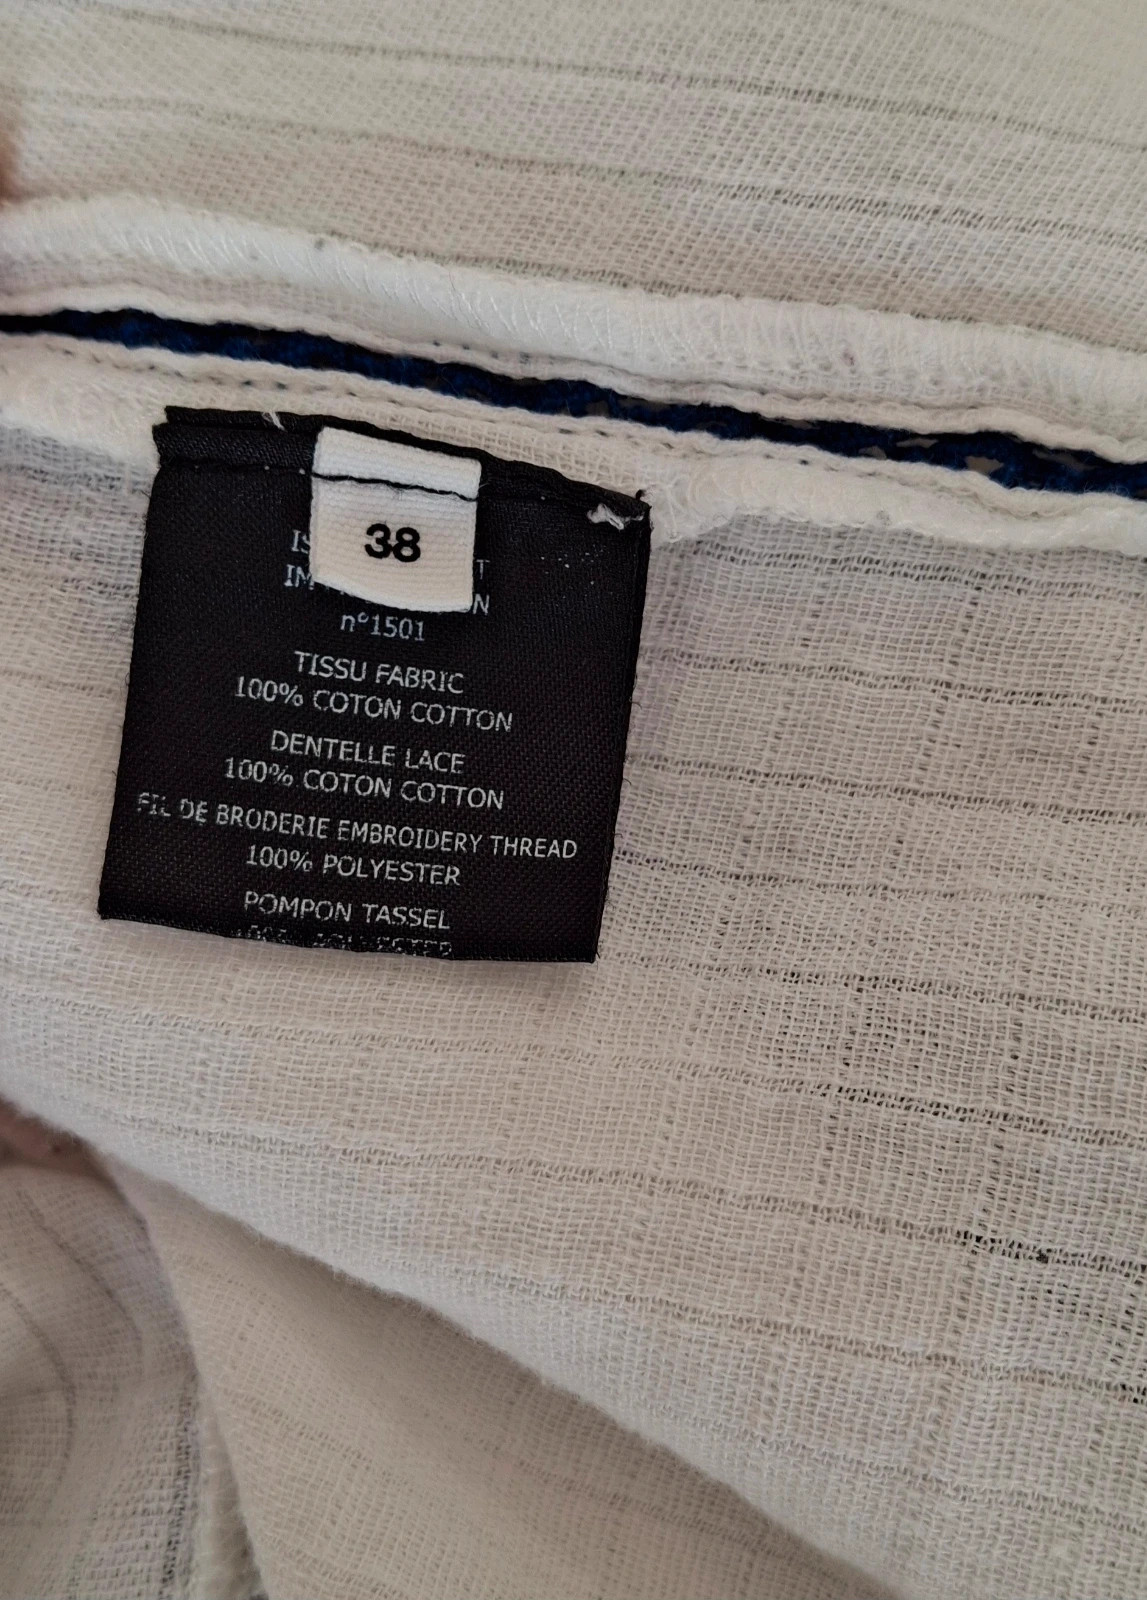 38
n°1501
TISSU FABRIC
100% COTON COTTON
DENTELLE LACE
100% COTON COTTON
FIL DE BRODERIE EMBROIDERY THREAD
100% POLYESTER
POMPON TASSEL